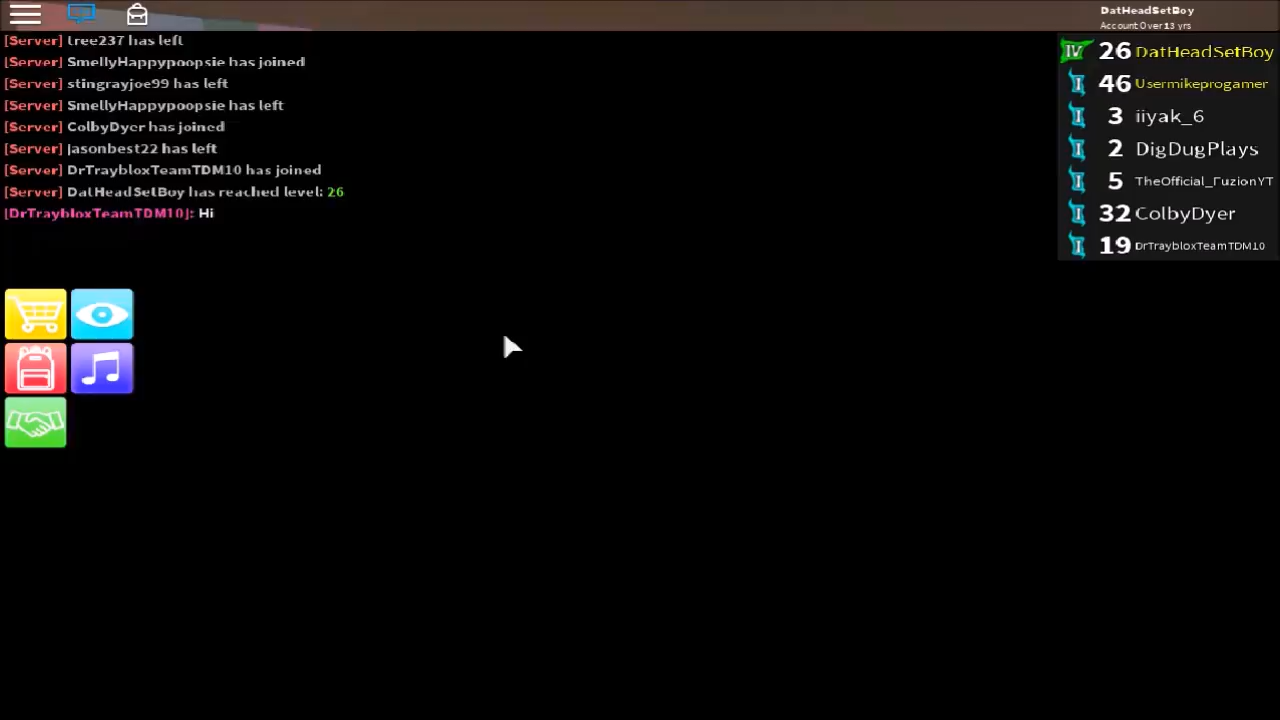 DatHeadSetBoy
Account Over 13 yrs
[Server] tree237 has left
[Server] SmellyHappypoopsie has joined
[Server] stingrayjoe99 has left
[Server] SmellyHappypoopsie has left
[Server] ColbyDyer has joined
[Server] jasonbest22 has left
[Server] DrTraybloxTeamTDM10 has joined
[Server] DatHeadSetBoy has reached level: 26
[DrTraybloxTeamTDM10]: Hi
IV 26 DatHeadSetBoy
I 46 Usermikeprogamer
I 3 iiyak_6
I 2 DigDugPlays
I 5 TheOfficial_FuzionYT
I 32 ColbyDyer
I 19 DrTraybloxTeamTDM10